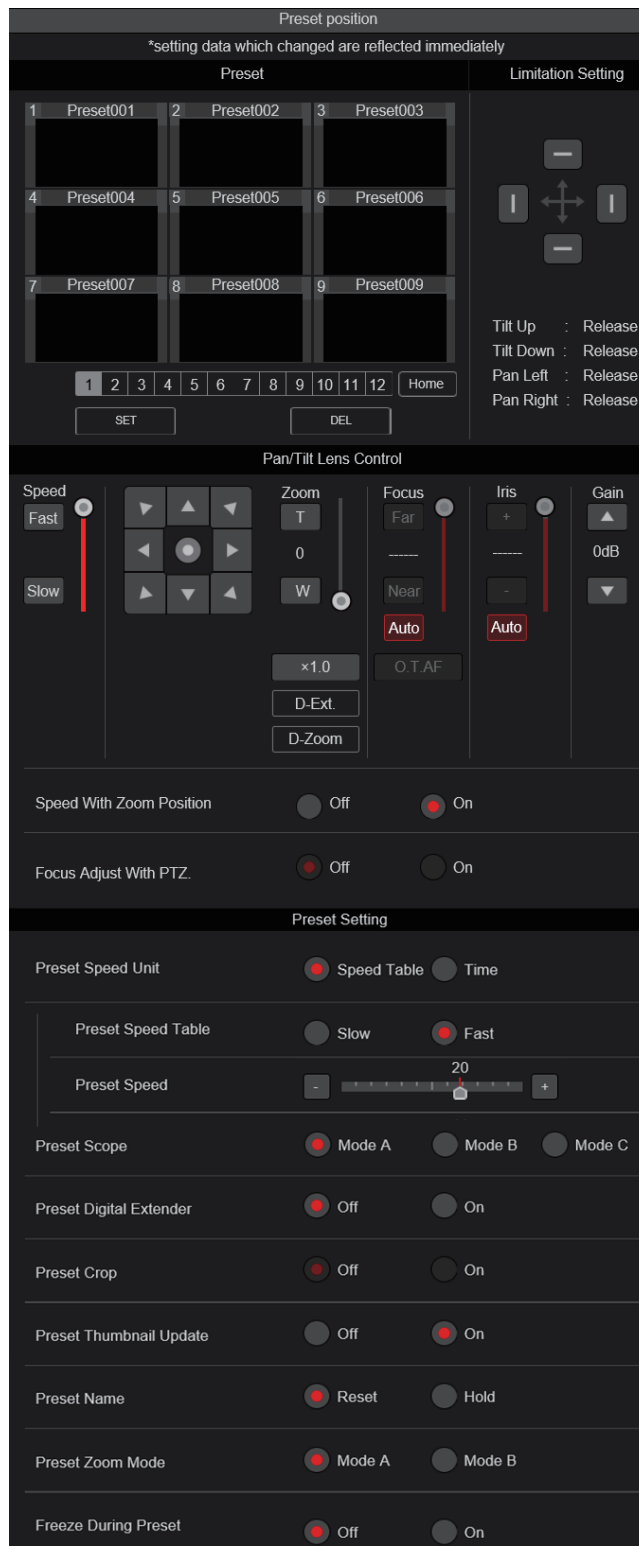 Preset position
*setting data which changed are reflected immediately
Preset
Limitation Setting
1 Preset001 2 Preset002 3 Preset003
4 Preset004 5 Preset005 6 Preset006
7 Preset007 8 Preset008 9 Preset009
Tilt Up : Release
Tilt Down : Release
Pan Left : Release
Pan Right : Release
1 2 3 4 5 6 7 8 9 10 11 12 Home
SET DEL
Pan/Tilt Lens Control
Speed Zoom Focus Iris Gain
Fast T Far +
0 ------ ------ 0dB
Slow W Near -
Auto Auto
×1.0 O.T.AF
D-Ext.
D-Zoom
Speed With Zoom Position Off On
Focus Adjust With PTZ. Off On
Preset Setting
Preset Speed Unit Speed Table Time
Preset Speed Table Slow Fast
20
Preset Speed - +
Preset Scope Mode A Mode B Mode C
Preset Digital Extender Off On
Preset Crop Off On
Preset Thumbnail Update Off On
Preset Name Reset Hold
Preset Zoom Mode Mode A Mode B
Freeze During Preset Off On